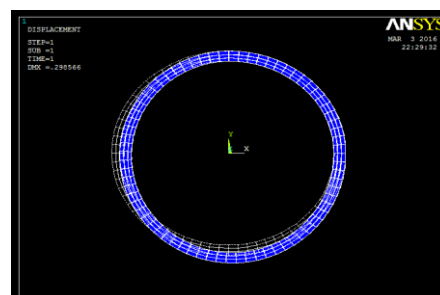 1
DISPLACEMENT
STEP=1
SUB =1
TIME=1
DMX =.298566
ANSYS
MAR 3 2016
22:29:32
Y
X